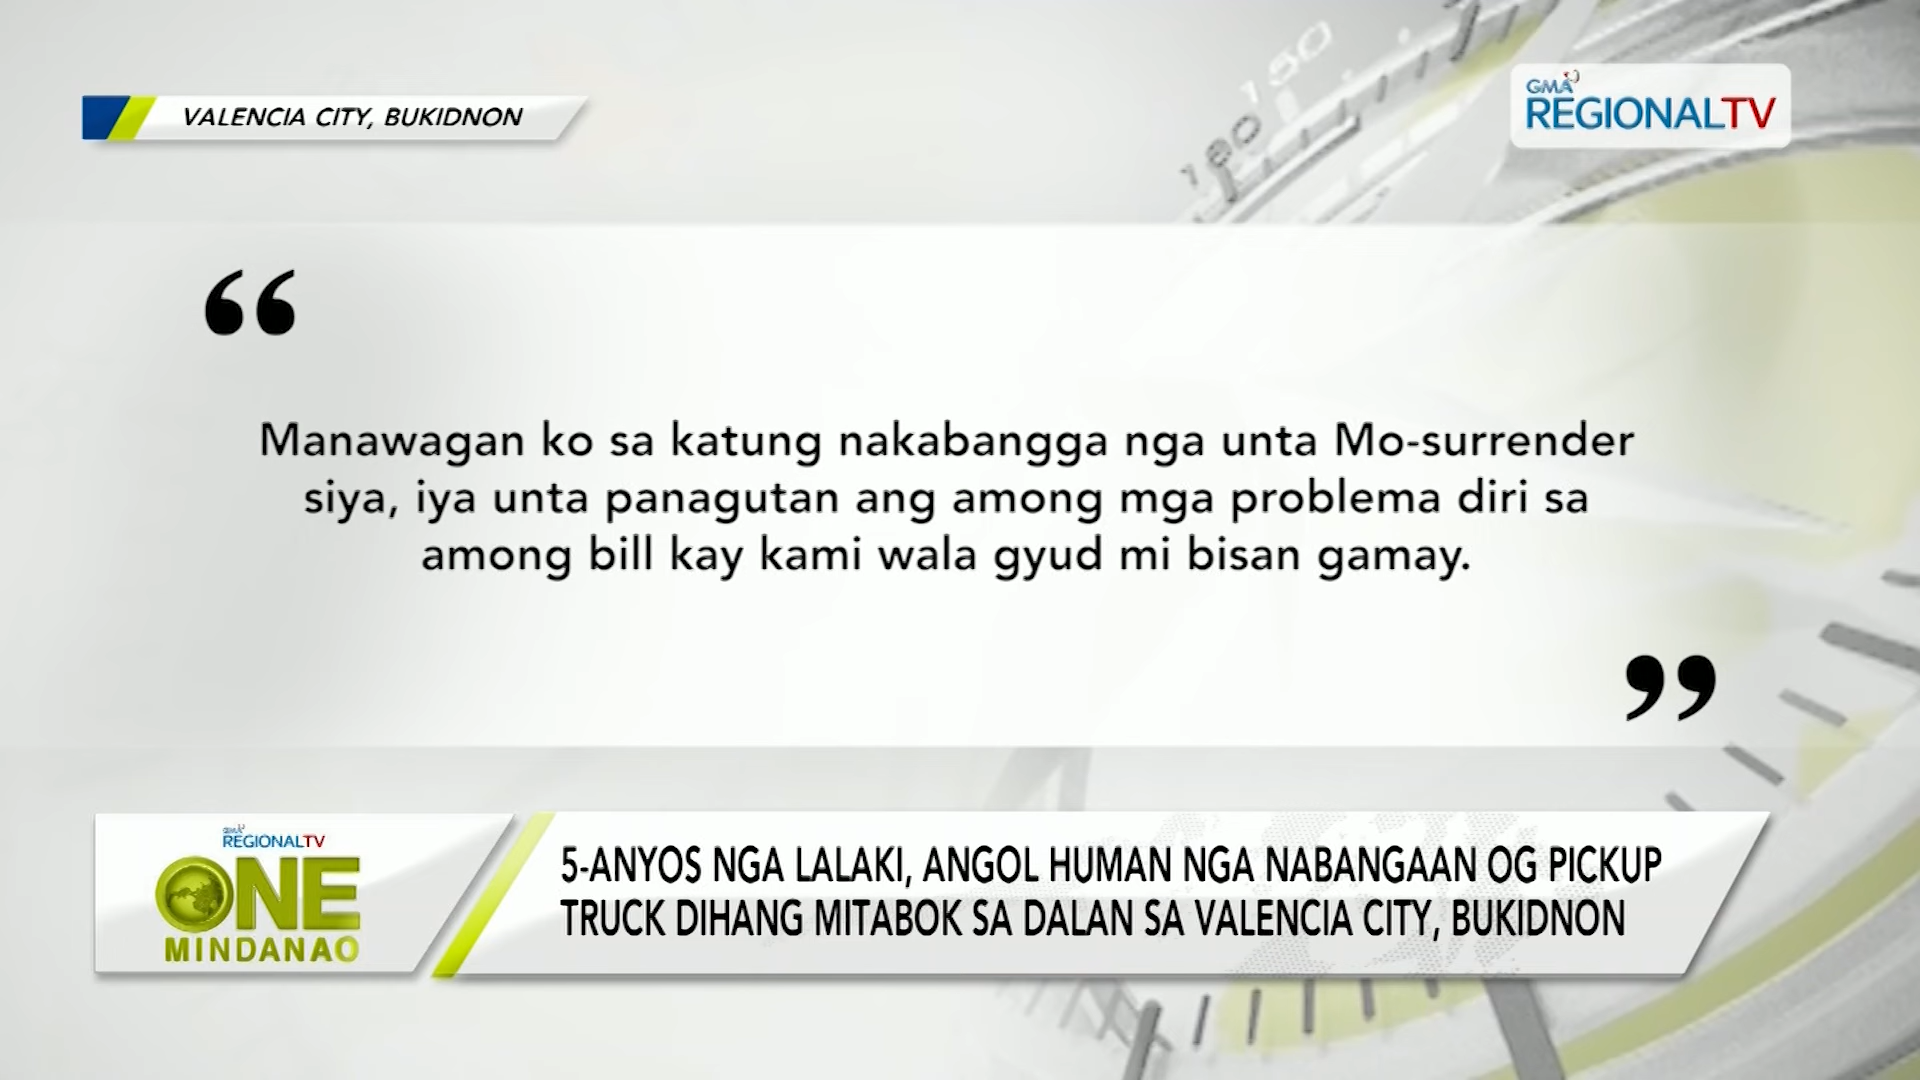 VALENCIA CITY, BUKIDNON
GMA
REGIONALTV
160
180
“
Manawagan ko sa katung nakabangga nga unta Mo-surrender
siya, iya unta panagutan ang among mga problema diri sa
among bill kay kami wala gyud mi bisan gamay.
”
GMA
REGIONALTV
ONE
MINDANAO
5-ANYOS NGA LALAKI, ANGOL HUMAN NGA NABANGAAN OG PICKUP
TRUCK DIHANG MITABOK SA DALAN SA VALENCIA CITY, BUKIDNON